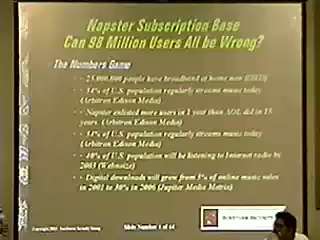 Napster Subscription Base
Can 98 Million Users All be Wrong?
The Numbers Game
25,000,000 people have broadband at home now
34% of U.S. population regularly streams music today
(Arbitron Edison Media)
Napster enlisted more users in 1 year than AOL did in 15
years (Arbitron Edison Media)
34% of U.S. population regularly streams music today
(Arbitron Edison Media)
40% of U.S. population will be listening to Internet radio by
2003 (Webnoize)
Digital downloads will grow from 3% of online music sales
in 2001 to 30% in 2006 (Jupiter Media Metrix)
Slide Number 1 of 14